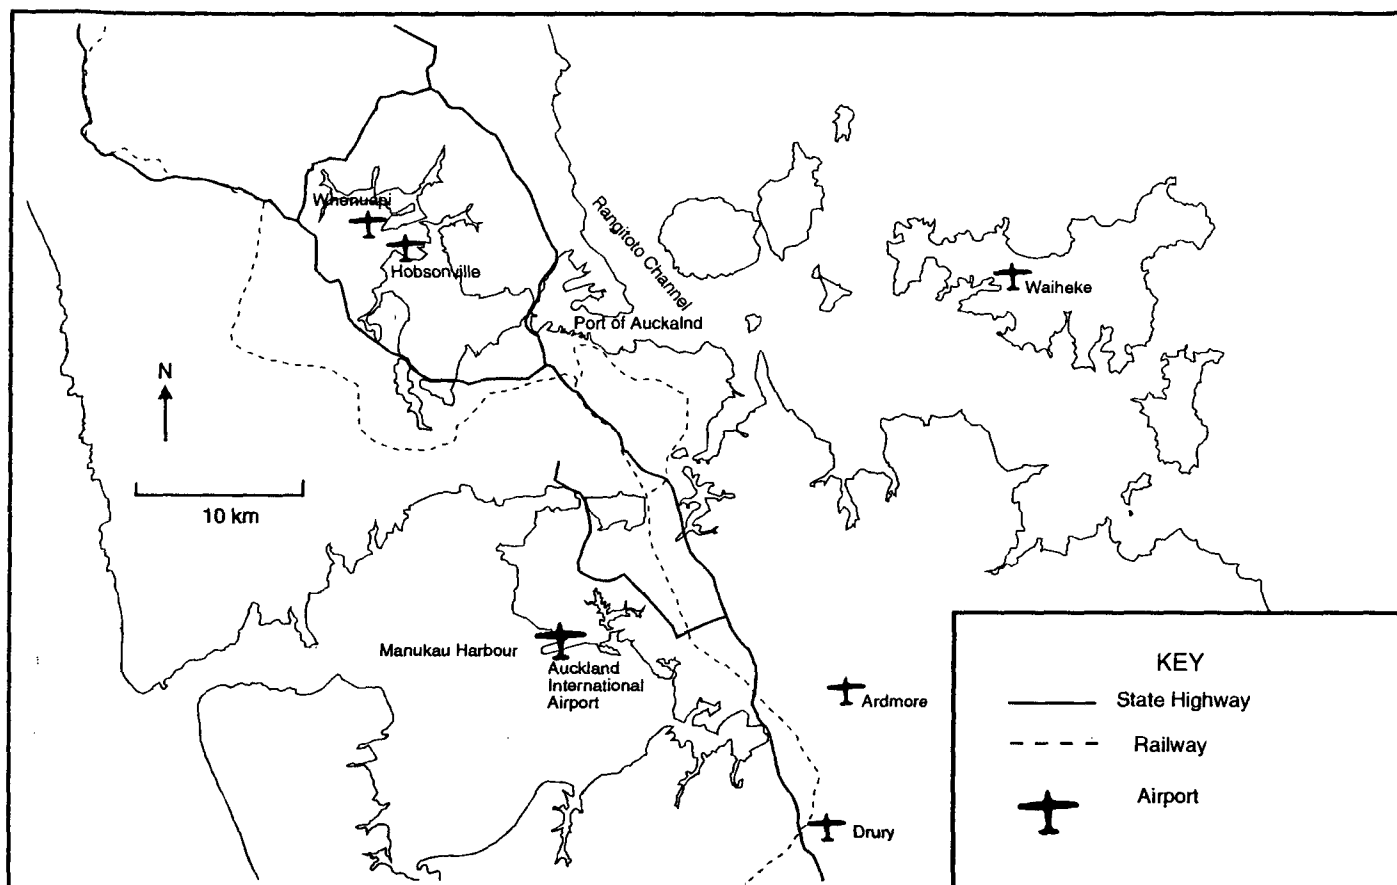 Whenuapi
Hobsonville
Rangitoto Channel
Waiheke
Port of Auckalnd
N
10 km
Manukau Harbour
Auckland
International
Airport
Ardmore
Drury
KEY
State Highway
Railway
Airport